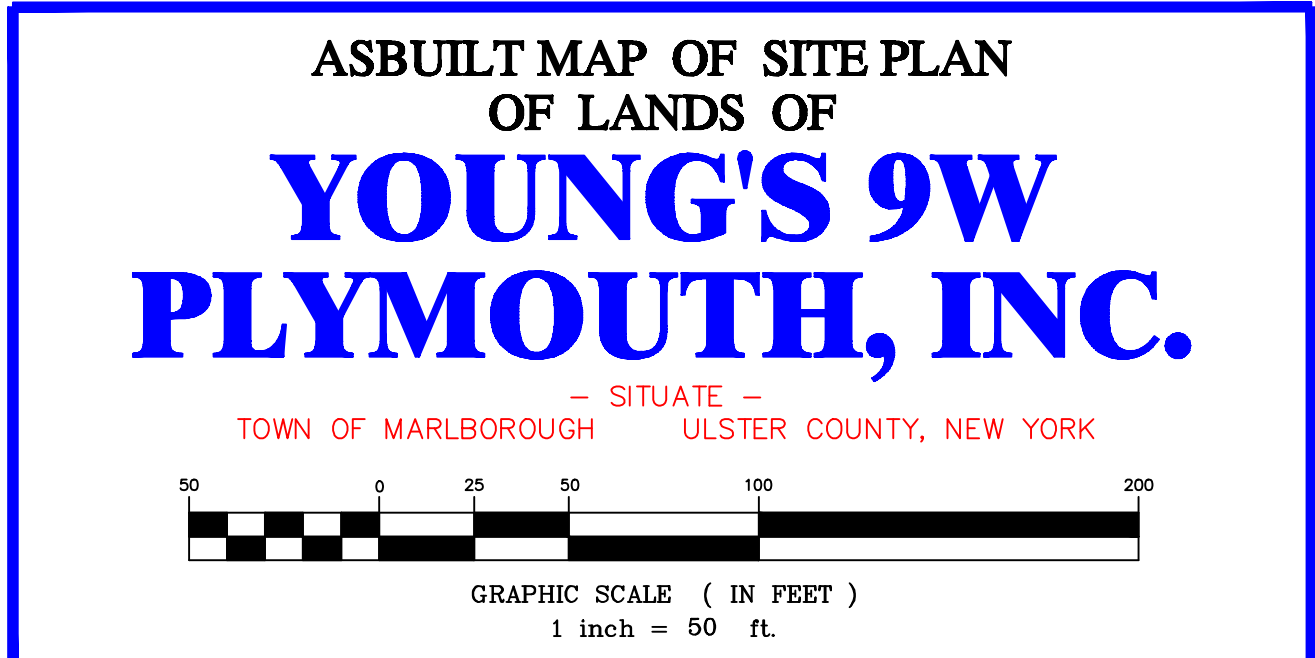 ASBUILT MAP OF SITE PLAN
OF LANDS OF
YOUNG'S 9W
PLYMOUTH, INC.
– SITUATE –
TOWN OF MARLBOROUGH ULSTER COUNTY, NEW YORK
50 0 25 50 100 200
GRAPHIC SCALE ( IN FEET )
1 inch = 50 ft.